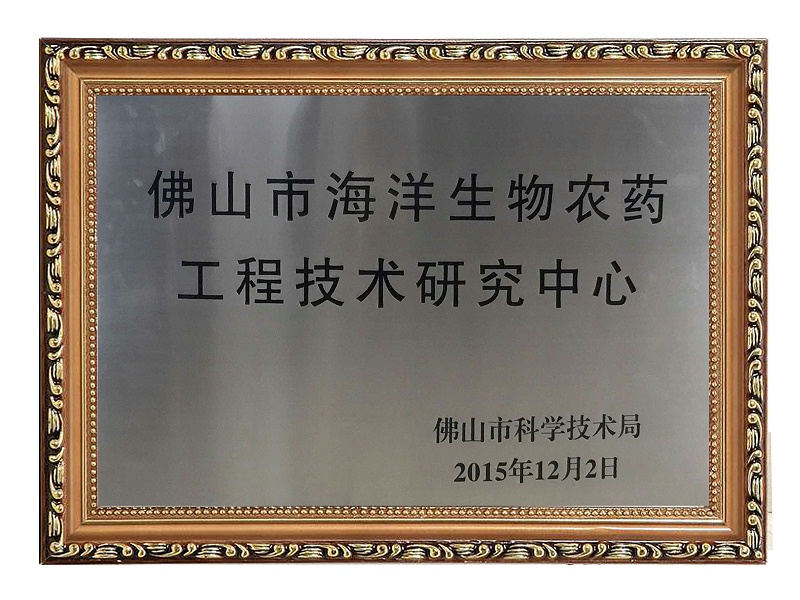 佛山市海洋生物农药
工程技术研究中心
佛山市科学技术局
2015年12月2日